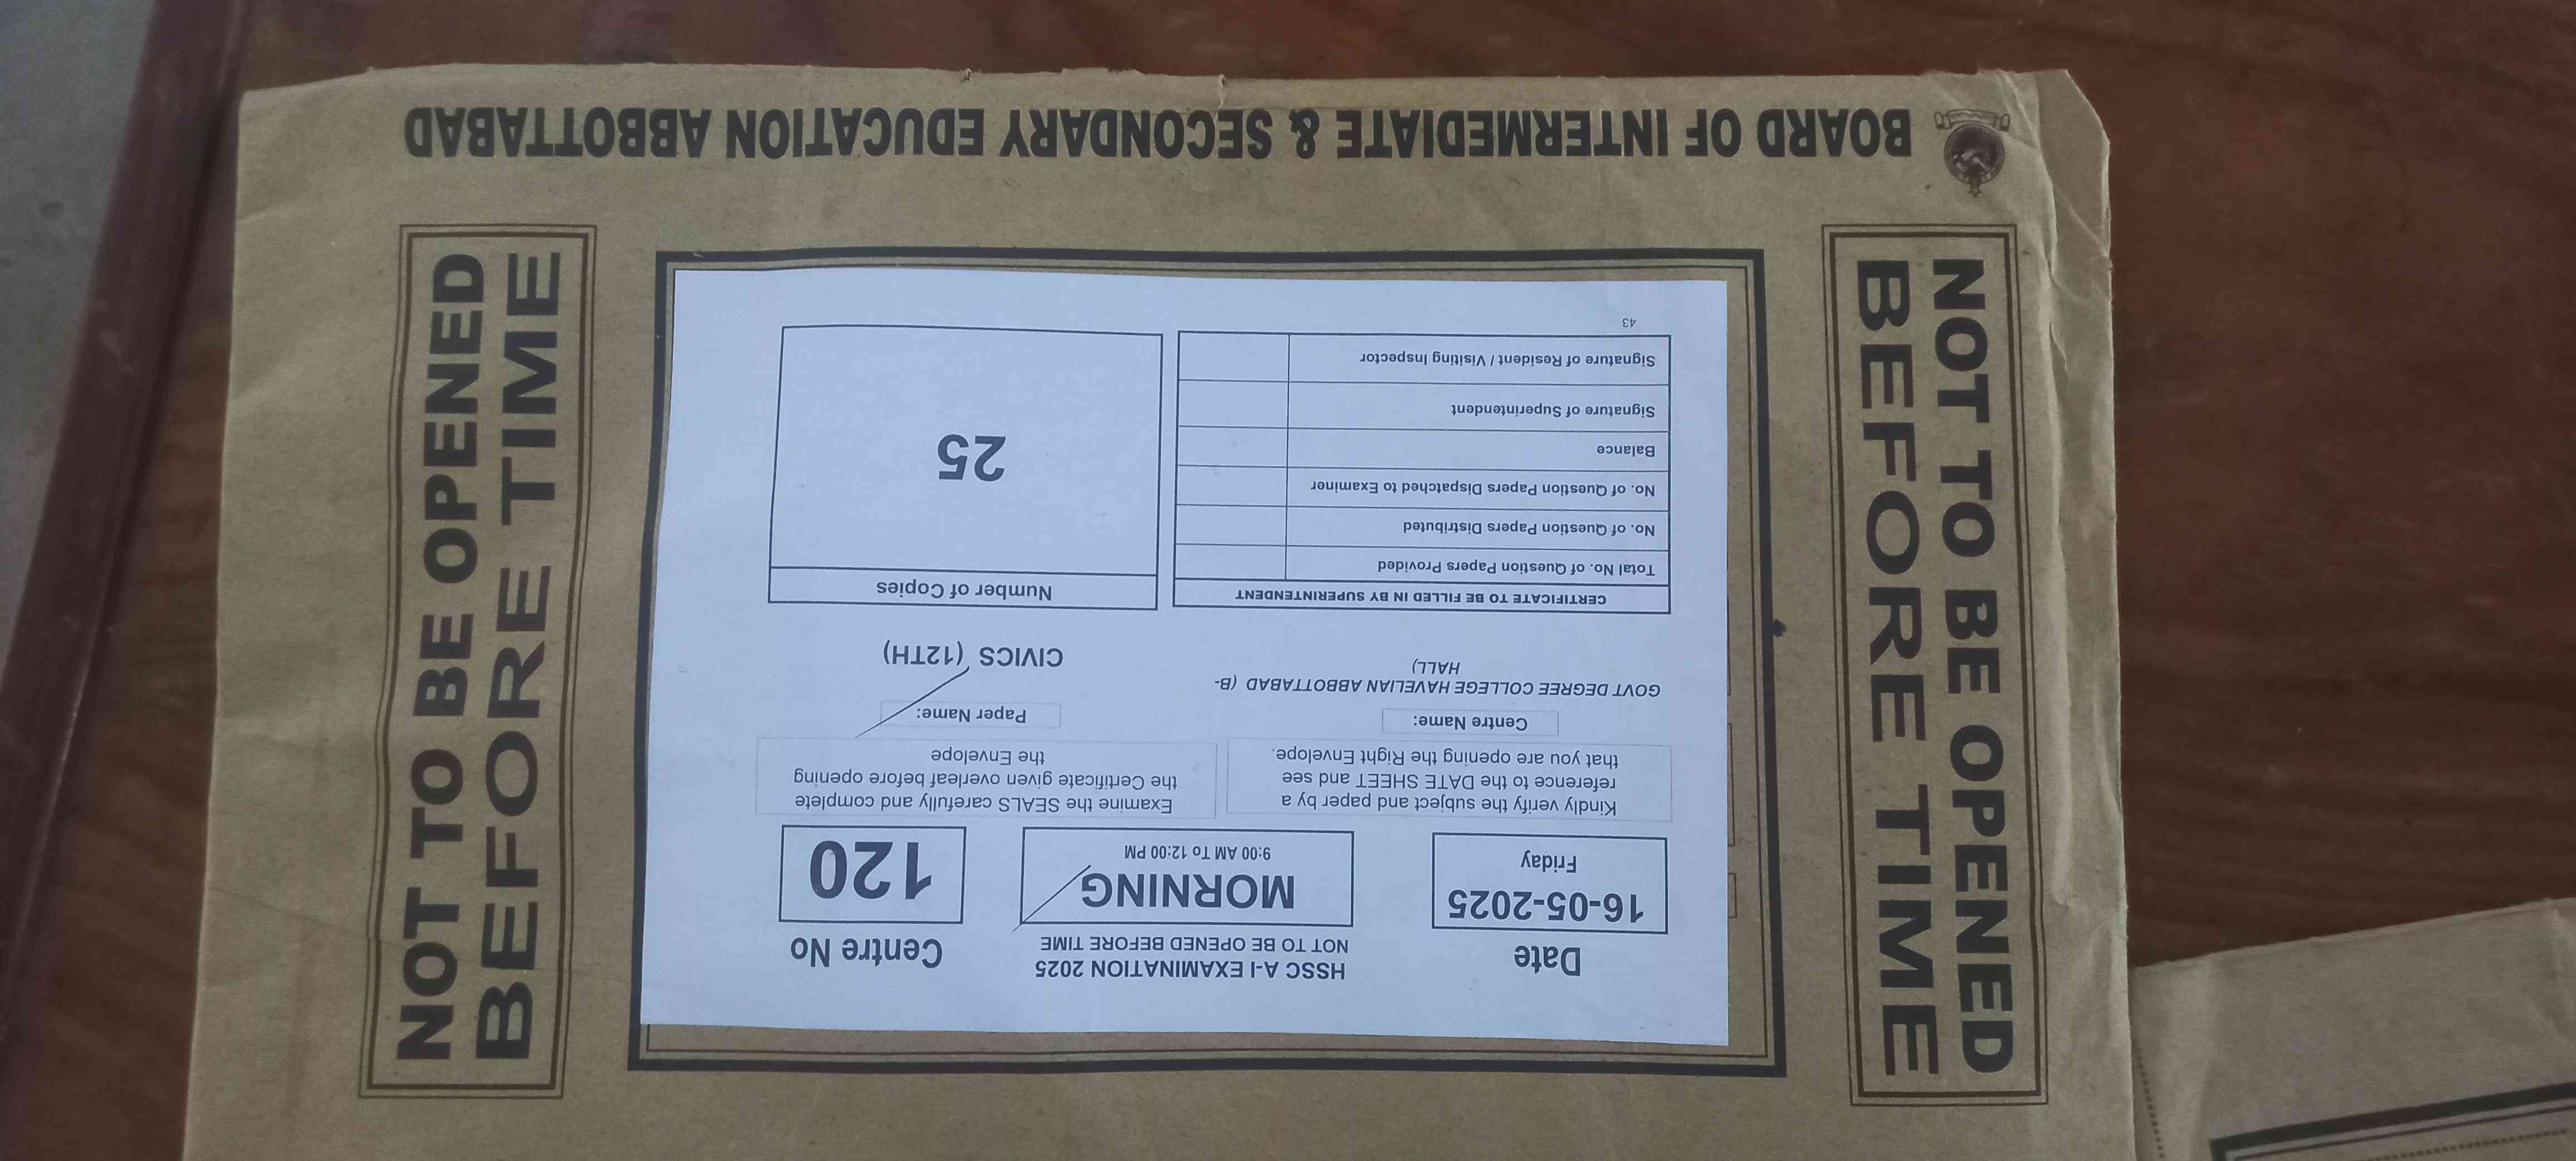 BOARD OF INTERMEDIATE & SECONDARY EDUCATION ABBOTTABAD
NOT TO BE OPENED
BEFORE TIME
Date
16-05-2025
Friday
HSSC A-I EXAMINATION 2025
NOT TO BE OPENED BEFORE TIME
MORNING
9:00 AM To 12:00 PM
Centre No
120
Kindly verify the subject and paper by a
reference to the DATE SHEET and see
that you are opening the Right Envelope.
Examine the SEALS carefully and complete
the Certificate given overleaf before opening
the Envelope
Centre Name:
GOVT DEGREE COLLEGE HAVELIAN ABBOTTABAD (B-
HALL)
Paper Name:
CIVICS (12TH)
CERTIFICATE TO BE FILLED IN BY SUPERINTENDENT
Total No. of Question Papers Provided
No. of Question Papers Distributed
No. of Question Papers Dispatched to Examiner
Balance
Signature of Superintendent
Signature of Resident / Visiting Inspector
43
Number of Copies
25
NOT TO BE OPENED
BEFORE TIME